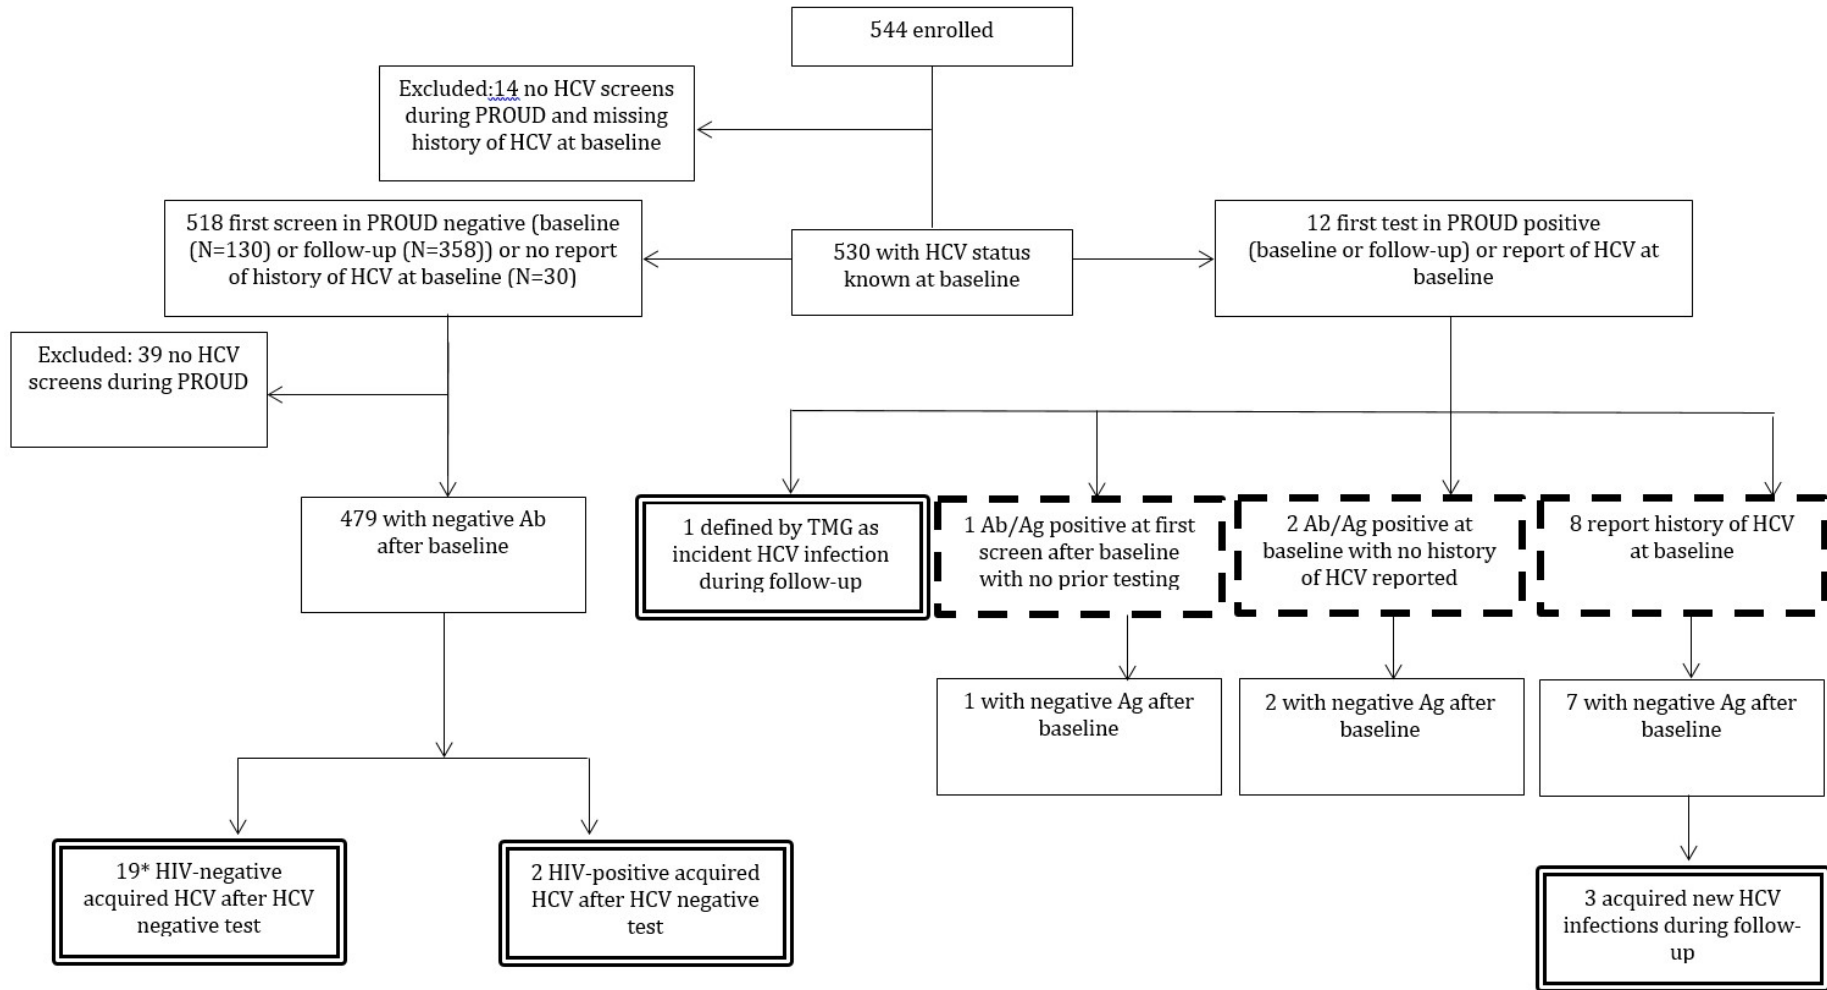 544 enrolled
Excluded:14 no HCV screens
during PROUD and missing
history of HCV at baseline
518 first screen in PROUD negative (baseline
(N=130) or follow-up (N=358)) or no report
of history of HCV at baseline (N=30)
530 with HCV status
known at baseline
12 first test in PROUD positive
(baseline or follow-up) or report of HCV at
baseline
Excluded: 39 no HCV
screens during PROUD
479 with negative Ab
after baseline
1 defined by TMG as
incident HCV infection
during follow-up
1 Ab/Ag positive at first
screen after baseline
with no prior testing
2 Ab/Ag positive at
baseline with no history
of HCV reported
8 report history of HCV
at baseline
1 with negative Ag after
baseline
2 with negative Ag after
baseline
7 with negative Ag after
baseline
19* HIV-negative
acquired HCV after HCV
negative test
2 HIV-positive acquired
HCV after HCV negative
test
3 acquired new HCV
infections during follow-
up